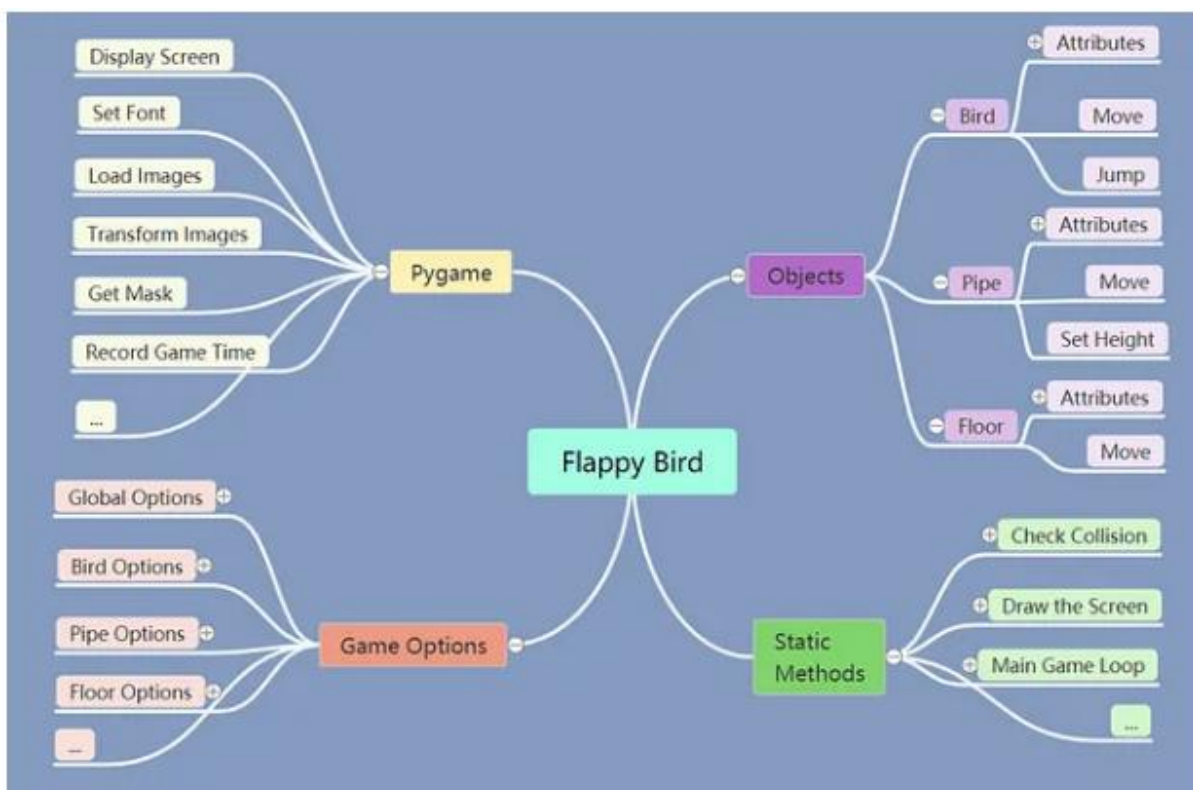 Display Screen
Set Font
Load Images
Transform Images
Get Mask
Record Game Time
...
Pygame
Attributes
Bird
Move
Jump
Attributes
Objects
Pipe
Move
Set Height
Attributes
Floor
Move
Flappy Bird
Global Options
Bird Options
Pipe Options
Floor Options
...
Game Options
Check Collision
Draw the Screen
Static
Methods
Main Game Loop
...